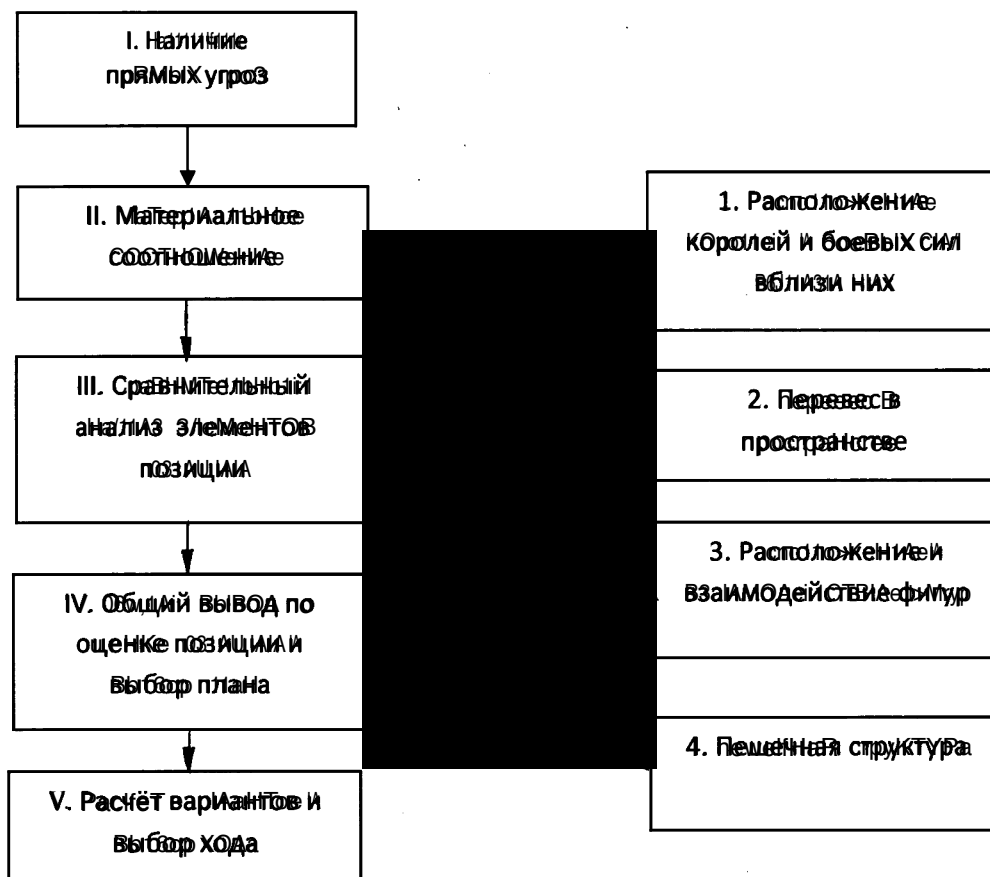 I. Наличие
прямых угроз
II. Материальное
соотношение
III. Сравнительный
анализ элементов
позиции
IV. Общий вывод по
оценке позиции и
выбор плана
V. Расчёт вариантов и
выбор хода
1. Расположение
королей и боевых сил
вблизи них
2. Перевес в
пространстве
3. Расположение и
взаимодействие фигур
4. Пешечная структура